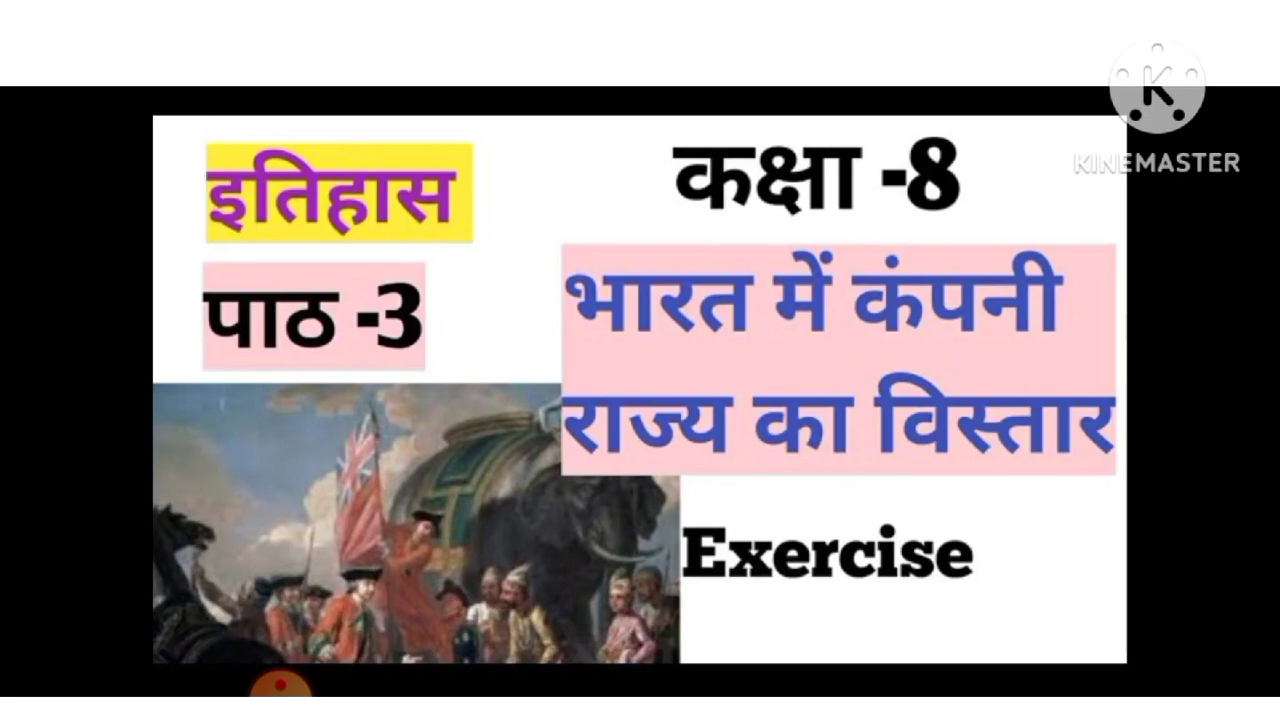 इतिहास
कक्षा -8
पाठ -3
भारत में कंपनी
राज्य का विस्तार
Exercise
KINEMASTER